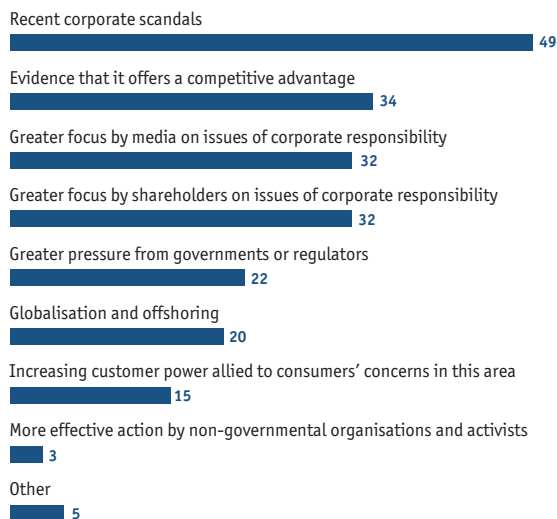 Recent corporate scandals
49
Evidence that it offers a competitive advantage
34
Greater focus by media on issues of corporate responsibility
32
Greater focus by shareholders on issues of corporate responsibility
32
Greater pressure from governments or regulators
22
Globalisation and offshoring
20
Increasing customer power allied to consumers’ concerns in this area
15
More effective action by non-governmental organisations and activists
3
Other
5